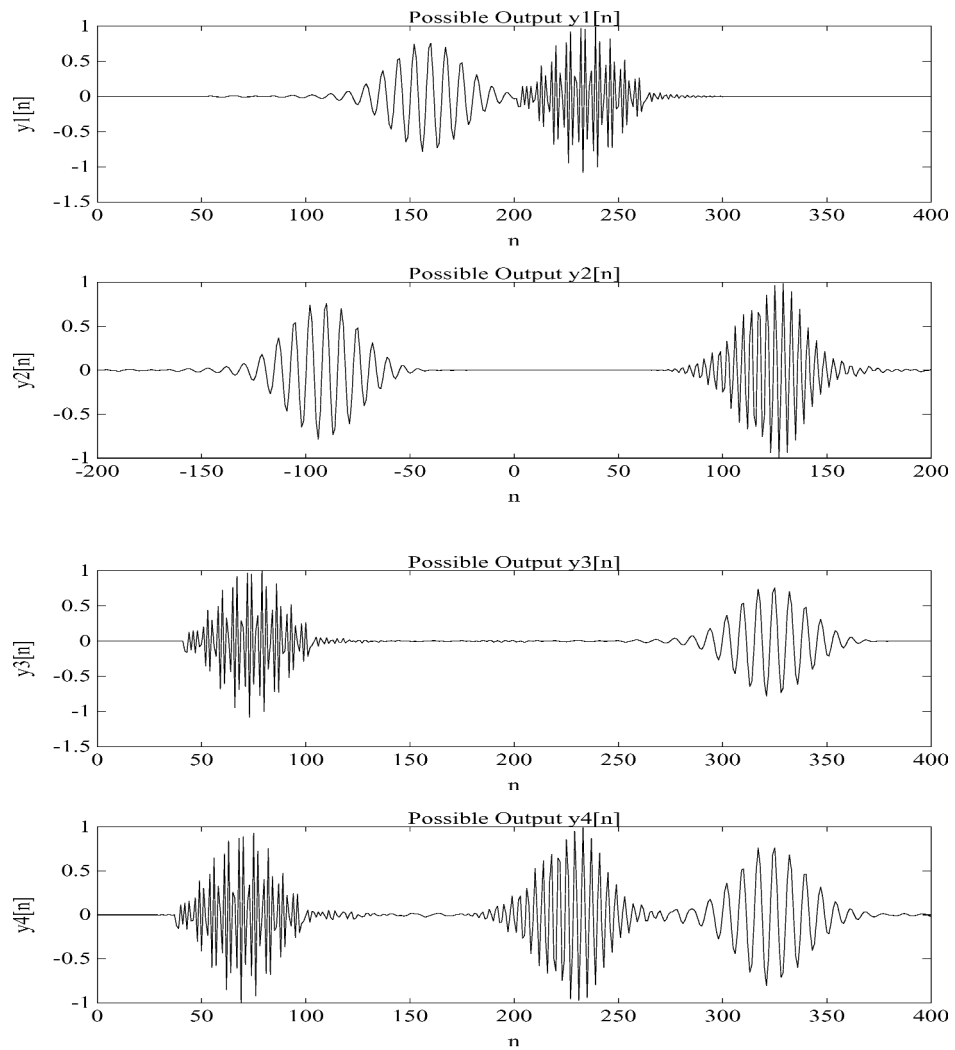 Possible Output y1[n]
1
0.5
0
-0.5
-1
-1.5
y1[n]
0 50 100 150 200 250 300 350 400
n
Possible Output y2[n]
1
0.5
0
-0.5
-1
y2[n]
-200 -150 -100 -50 0 50 100 150 200
n
Possible Output y3[n]
1
0.5
0
-0.5
-1
-1.5
y3[n]
0 50 100 150 200 250 300 350 400
n
Possible Output y4[n]
1
0.5
0
-0.5
-1
y4[n]
0 50 100 150 200 250 300 350 400
n